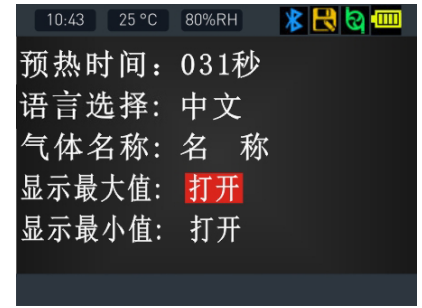 10:43 25 °C 80%RH
预热时间：031秒
语言选择: 中文
气体名称: 名 称
显示最大值: 打开
显示最小值: 打开